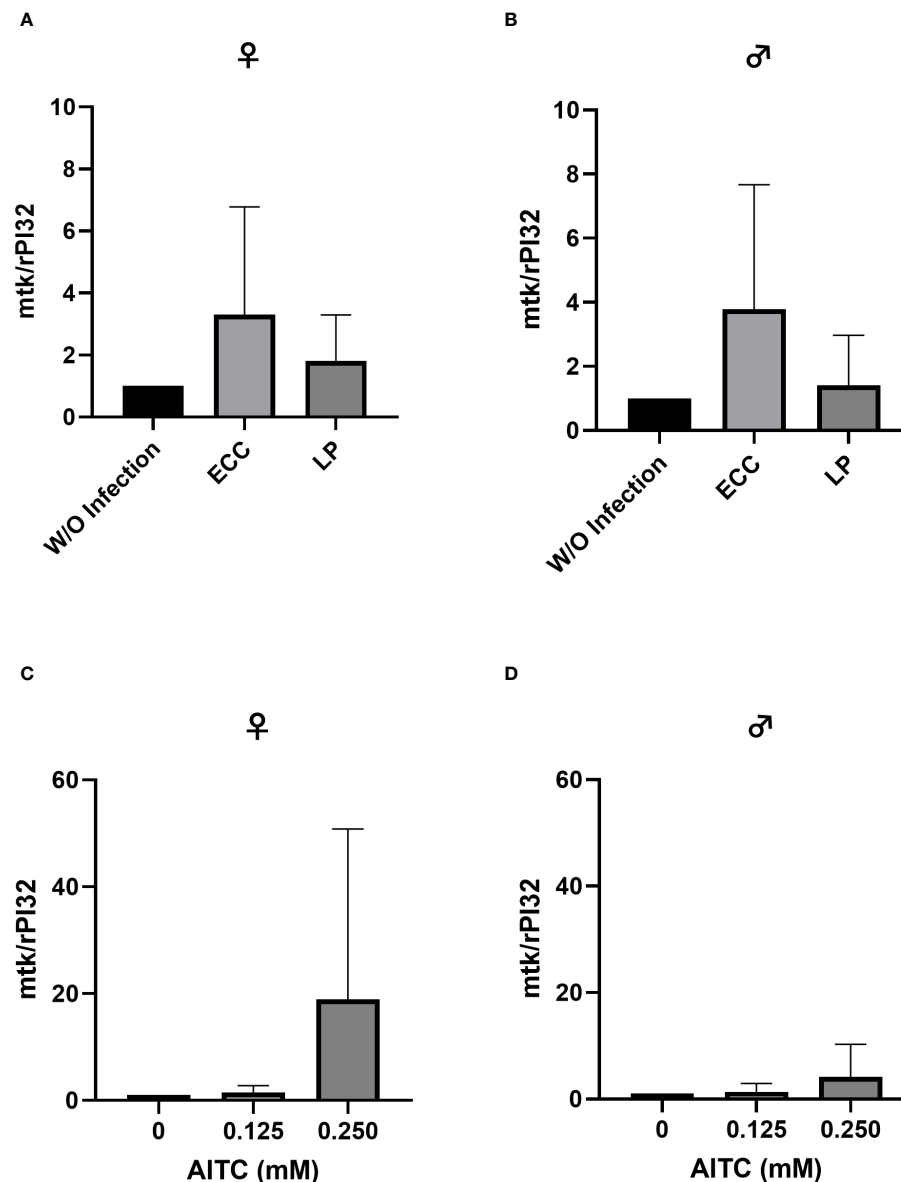 A
B
♀
♂
10
8
6
4
2
0
mtk/rPl32
W/O Infection
ECC
LP
10
8
6
4
2
0
mtk/rPl32
W/O Infection
ECC
LP
C
D
♀
♂
60
40
20
0
mtk/rPl32
0
0.125
0.250
AITC (mM)
60
40
20
0
mtk/rPl32
0
0.125
0.250
AITC (mM)